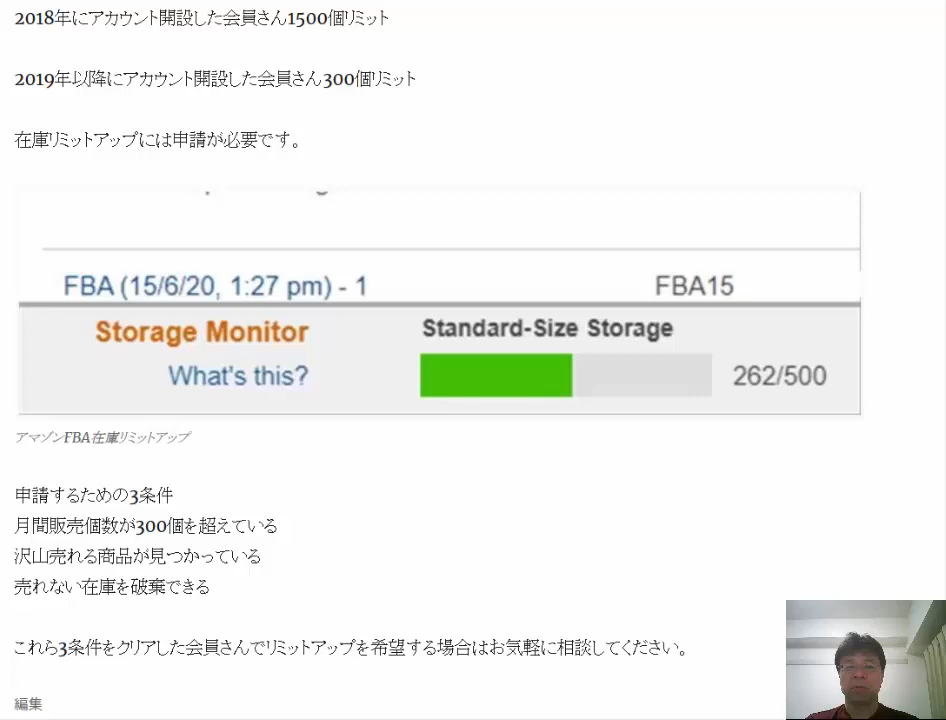 2018年にアカウント開設した会員さん1500個リミット
2019年以降にアカウント開設した会員さん300個リミット
在庫リミットアップには申請が必要です。
FBA (15/6/20, 1:27 pm) - 1 FBA15
Storage Monitor Standard-Size Storage
What's this? 262/500
アマゾンFBA在庫リミットアップ
申請するための3条件
月間販売個数が300個を超えている
沢山売れる商品が見つかっている
売れない在庫を破棄できる
これら3条件をクリアした会員さんでリミットアップを希望する場合はお気軽に相談してください。
編集